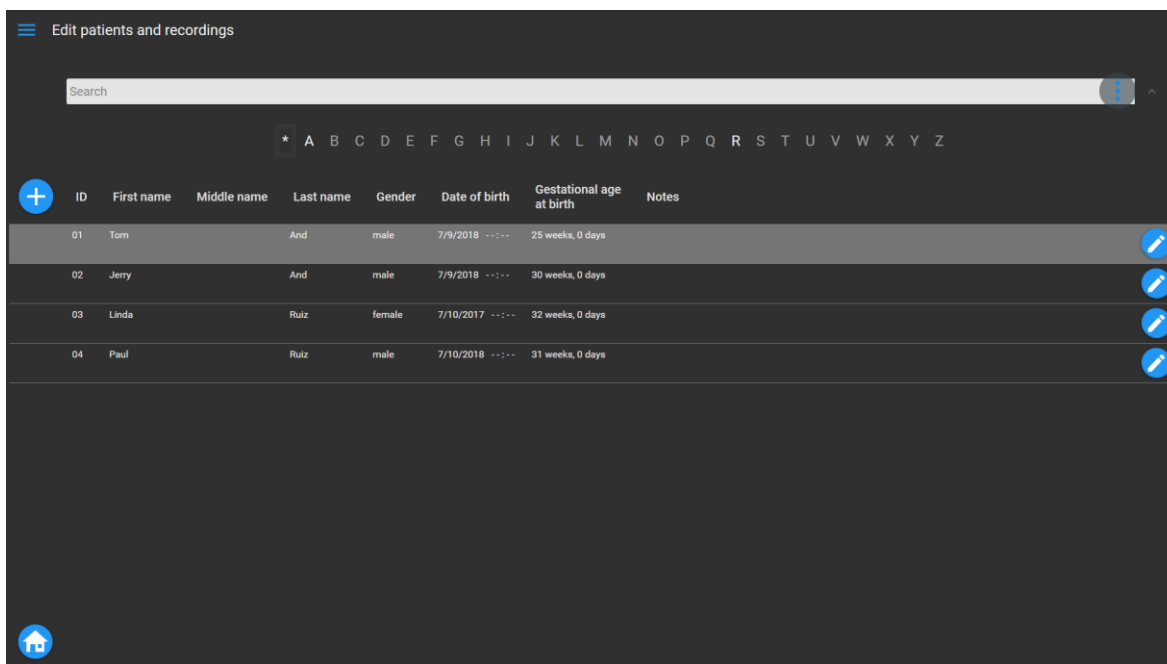 Edit patients and recordings
Search
* A B C D E F G H I J K L M N O P Q R S T U V W X Y Z
ID First name Middle name Last name Gender Date of birth Gestational age at birth Notes
01 Tom And male 7/9/2018 --:-- 25 weeks, 0 days
02 Jerry And male 7/9/2018 --:-- 30 weeks, 0 days
03 Linda Ruiz female 7/10/2017 --:-- 32 weeks, 0 days
04 Paul Ruiz male 7/10/2018 --:-- 31 weeks, 0 days